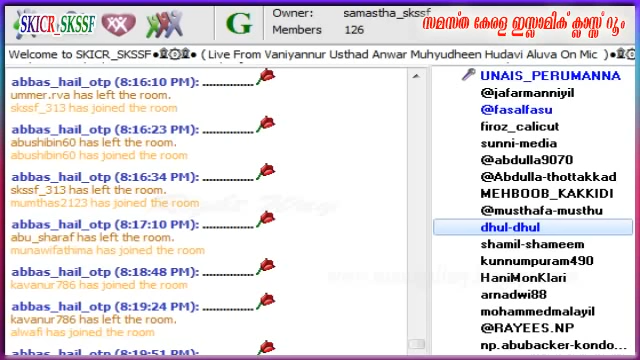 SKICR_SKSSF
G
Owner: samastha_skssf
Members 126
സമസ്ത കേരള ഇസ്ലാമിക് ക്ലാസ്സ് റൂം
Welcome to SKICR_SKSSF ( Live From Vaniyannur Usthad Anwar Muhyudheen Hudavi Aluva On Mic )
abbas_hail_otp (8:16:10 PM): ...............
ummer.rva has left the room.
skssf_313 has joined the room
abbas_hail_otp (8:16:23 PM): ...............
abushibin60 has left the room.
abushibin60 has joined the room
abbas_hail_otp (8:16:34 PM): ...............
skssf_313 has left the room.
mumthas2123 has joined the room
abbas_hail_otp (8:17:10 PM): ...............
abu_sharaf has left the room.
munawifathima has joined the room
abbas_hail_otp (8:18:48 PM): ...............
kavanur786 has joined the room
abbas_hail_otp (8:19:24 PM): ...............
kavanur786 has left the room.
alwafi has joined the room
abbas_hail_otp (8:19:51 PM): ...............
UNAIS_PERUMANNA
@jafarmanniyil
@fasalfasu
firoz_calicut
sunni-media
@abdulla9070
@Abdulla-thottakkad
MEHBOOB_KAKKIDI
@musthafa-musthu
dhul-dhul
shamil-shameem
kunnumpuram490
HaniMonKlari
arnadwi88
mohammedmalayil
@RAYEES.NP
np.abubacker-kondo...